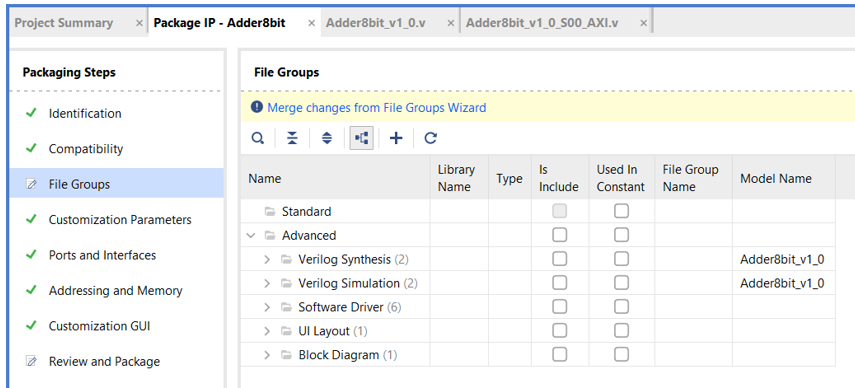 Project Summary × Package IP - Adder8bit × Adder8bit_v1_0.v × Adder8bit_v1_0_S00_AXI.v ×
Packaging Steps
Identification
Compatibility
File Groups
Customization Parameters
Ports and Interfaces
Addressing and Memory
Customization GUI
Review and Package
File Groups
Merge changes from File Groups Wizard
Name Library Name Type Is Include Used In Constant File Group Name Model Name
Standard
Advanced
Verilog Synthesis (2) Adder8bit_v1_0
Verilog Simulation (2) Adder8bit_v1_0
Software Driver (6)
UI Layout (1)
Block Diagram (1)